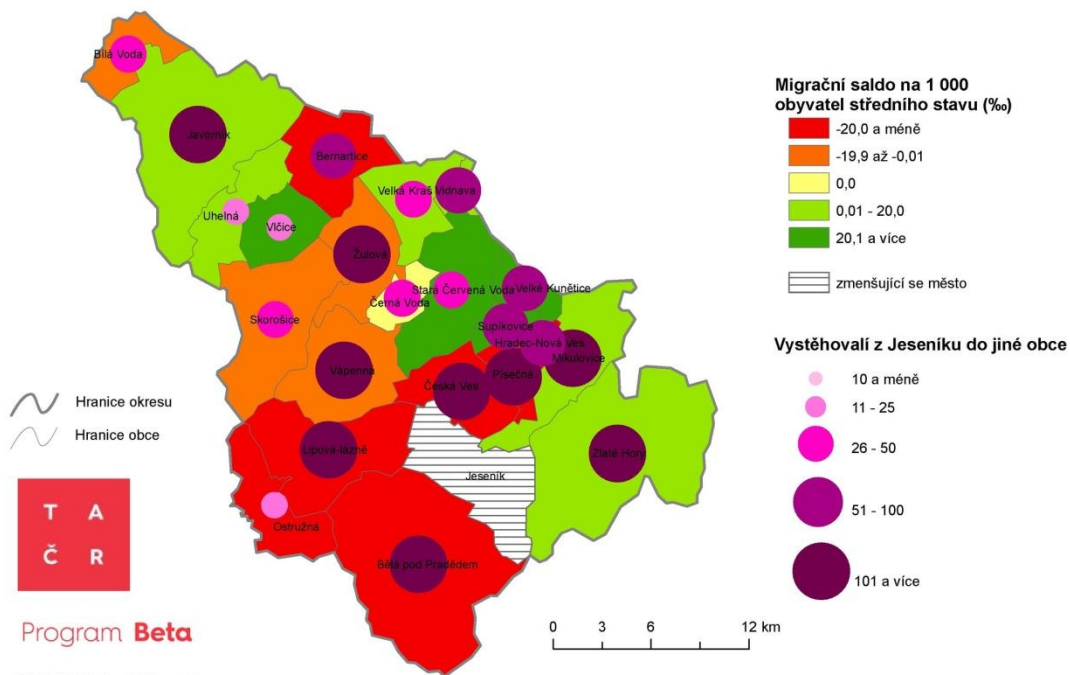 Bílá Voda
Javorník
Bernartice
Velká Kraš
Vidnava
Uhelná
Vlčice
Žulová
Stará Červená Voda
Velké Kunětice
Černá Voda
Skorošice
Supíkovice
Hradec-Nová Ves
Mikulovice
Písečná
Česká Ves
Vápenná
Lipová-lázně
Zlaté Hory
Jeseník
Ostružná
Bělá pod Pradědem
Migrační saldo na 1 000
obyvatel středního stavu (‰)
-20,0 a méně
-19,9 až -0,01
0,0
0,01 - 20,0
20,1 a více
zmenšující se město
Vystěhovalí z Jeseníku do jiné obce
10 a méně
11 - 25
26 - 50
51 - 100
101 a více
Hranice okresu
Hranice obce
T A
Č R
Program Beta
0 3 6 12 km